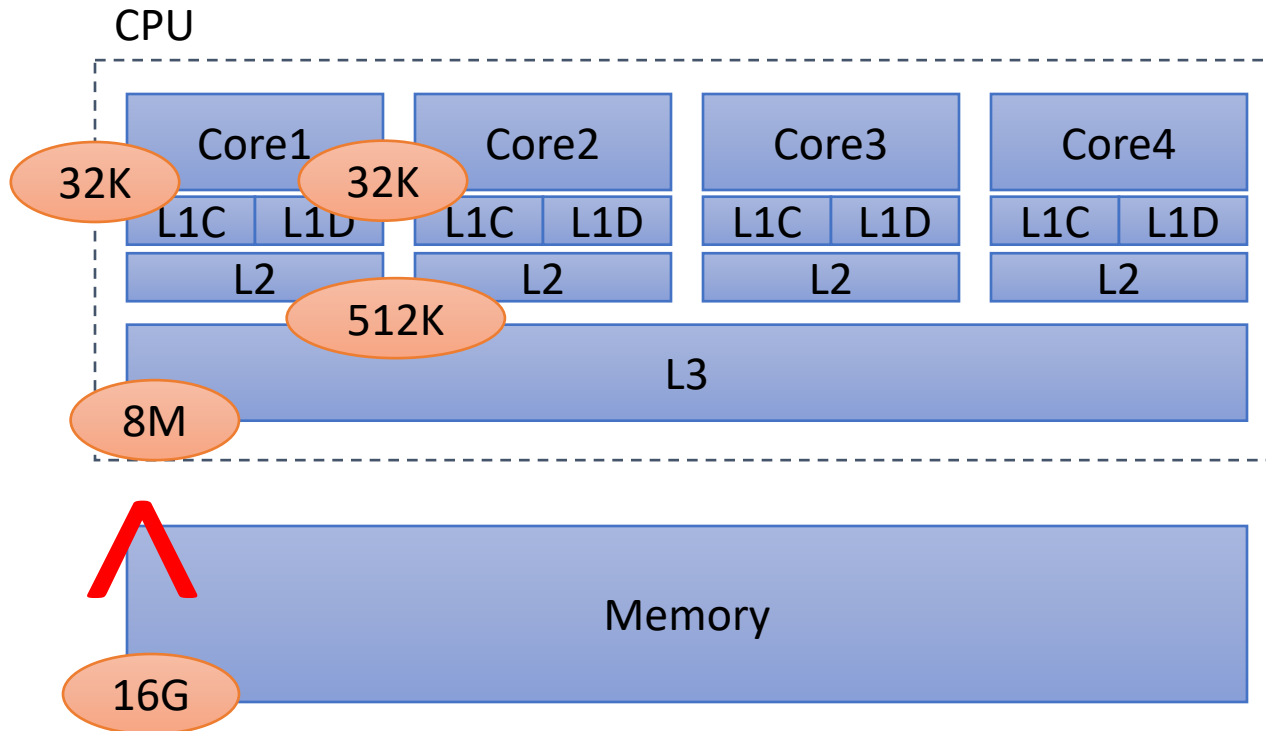 CPU
Core1 Core2 Core3 Core4
32K 32K
L1C L1D L1C L1D L1C L1D L1C L1D
L2 L2 L2 L2
512K
L3
8M
Memory
16G